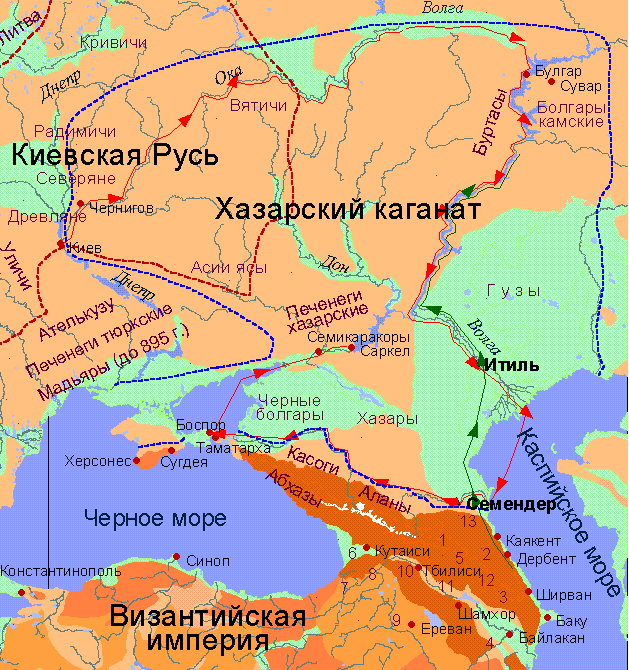 Литва
Кривичи
Волга
Днепр
Ока
Булгар
Сувар
Вятичи
Болгары
камские
Буртасы
Радимичи
Киевская Русь
Северяне
Чернигов
Хазарский каганат
Древляне
Киев
Уличи
Асии ясы
Дон
Днепр
Гузы
Ателькузу
Печенеги тюркские
Мадьяры (до 895 г.)
Печенеги
хазарские
Волга
Семикаракоры
Саркел
Итиль
Черные
болгары
Хазары
Боспор
Таматарха
Херсонес
Сугдея
Касоги
Абхазы
Аланы
Каспийское море
Семендер
Черное море
13
Каякент
1
6
Кутаиси
5
2
Дербент
Синоп
Константинополь
8
10
Тбилиси
7
11
12
3
Ширван
Византийская
империя
9
Ереван
Шамхор
Баку
4
Байлакан